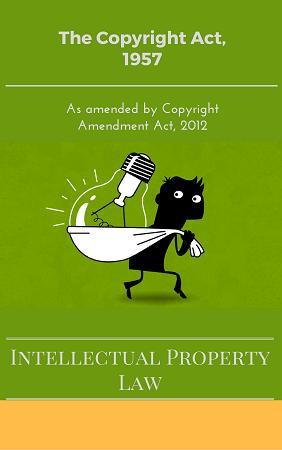 The Copyright Act,
1957
As amended by Copyright
Amendment Act, 2012
Intellectual Property
Law